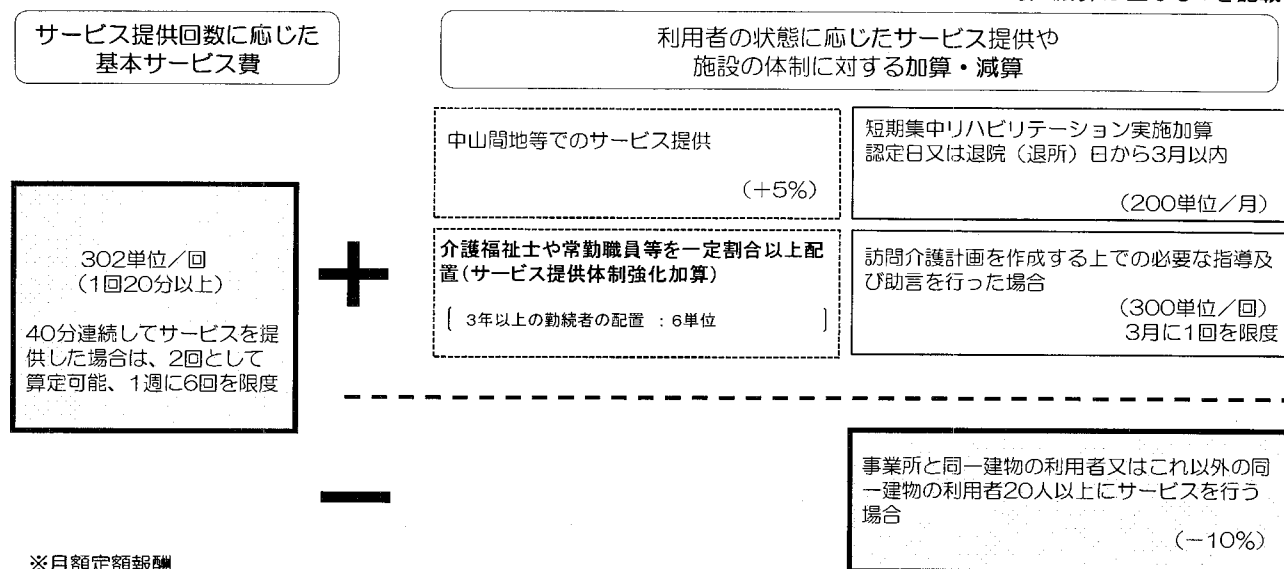 サービス提供回数に応じた
基本サービス費
利用者の状態に応じたサービス提供や
施設の体制に対する加算・減算
302単位／回
（1回20分以上）
40分連続してサービスを提
供した場合は、2回として
算定可能、1週に6回を限度
＋
中山間地等でのサービス提供
（＋5%）
短期集中リハビリテーション実施加算
認定日又は退院（退所）日から3月以内
（200単位／月）
介護福祉士や常勤職員等を一定割合以上配
置(サービス提供体制強化加算)
〔 3年以上の勤続者の配置 ：6単位 〕
訪問介護計画を作成する上での必要な指導及
び助言を行った場合
（300単位／回）
3月に1回を限度
－
事業所と同一建物の利用者又はこれ以外の同
一建物の利用者20人以上にサービスを行う
場合
（－10%）
※月額定額報酬